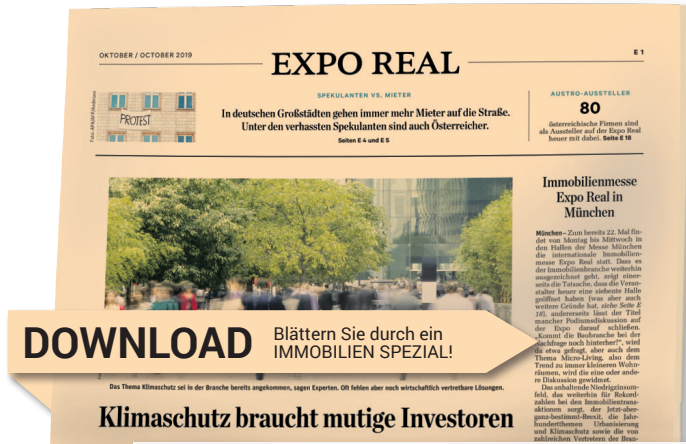 OKTOBER / OCTOBER 2019
EXPO REAL
E 1
Foto: APA/AFP/Andersen
PROTEST
SPEKULANTEN VS. MIETER
In deutschen Großstädten gehen immer mehr Mieter auf die Straße.
Unter den verhassten Spekulanten sind auch Österreicher.
Seiten E 4 und E 5
AUSTRO-AUSSTELLER
80
österreichische Firmen sind
als Aussteller auf der Expo Real
heuer mit dabei. Seite E 18
Immobilienmesse
Expo Real in
München
München – Zum bereits 22. Mal fin-
det von Montag bis Mittwoch in
den Hallen der Messe München
die internationale Immobilien-
messe Expo Real statt. Dass es
der Immobilienbranche weiterhin
ausgezeichnet geht, zeigt einer-
seits die Tatsache, dass die Veran-
stalter heuer eine siebente Halle
geöffnet haben (was aber auch
weitere Gründe hat, siehe Seite E
18), andererseits lässt der Titel
mancher Podiumsdiskussion auf
der Expo darauf schließen.
„Kommt die Baubranche bei der
Nachfrage noch hinterher?“, wird
da etwa gefragt, aber auch dem
Thema Micro-Living, also dem
Trend zu immer kleineren Wohn-
räumen, wird die eine oder ande-
re Diskussion gewidmet.
Das anhaltende Niedrigzinsum-
feld, das weiterhin für Rekord-
zahlen bei den Immobilientrans-
aktionen sorgt, der Jetzt-aber-
ganz-bestimmt-Brexit, die Jahr-
hundertthemen Urbanisierung
und Klimaschutz sowie die von
zahlreichen Vertretern der Bran-
DOWNLOAD
Blättern Sie durch ein
IMMOBILIEN SPEZIAL!
Das Thema Klimaschutz sei in der Branche bereits angekommen, sagen Experten. Oft fehlen aber noch wirtschaftlich vertretbare Lösungen.
Klimaschutz braucht mutige Investoren